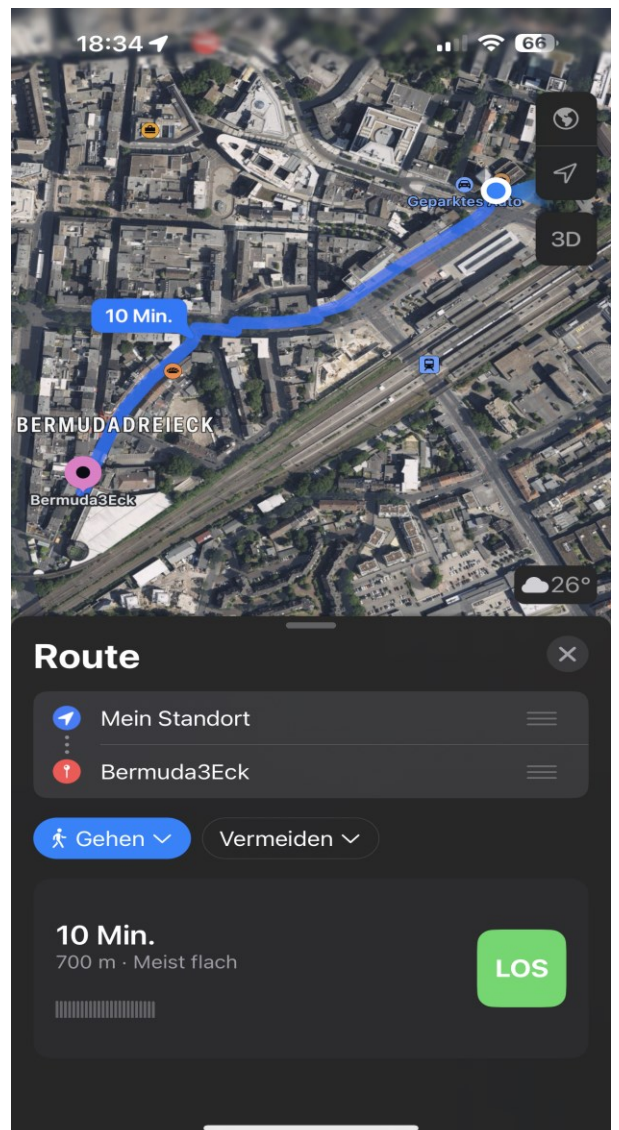 18:34
66
Geparktes Auto
3D
10 Min.
BERMUDADREIECK
Bermuda3Eck
26°
Route
Mein Standort
Bermuda3Eck
Gehen
Vermeiden
10 Min.
700 m · Meist flach
LOS